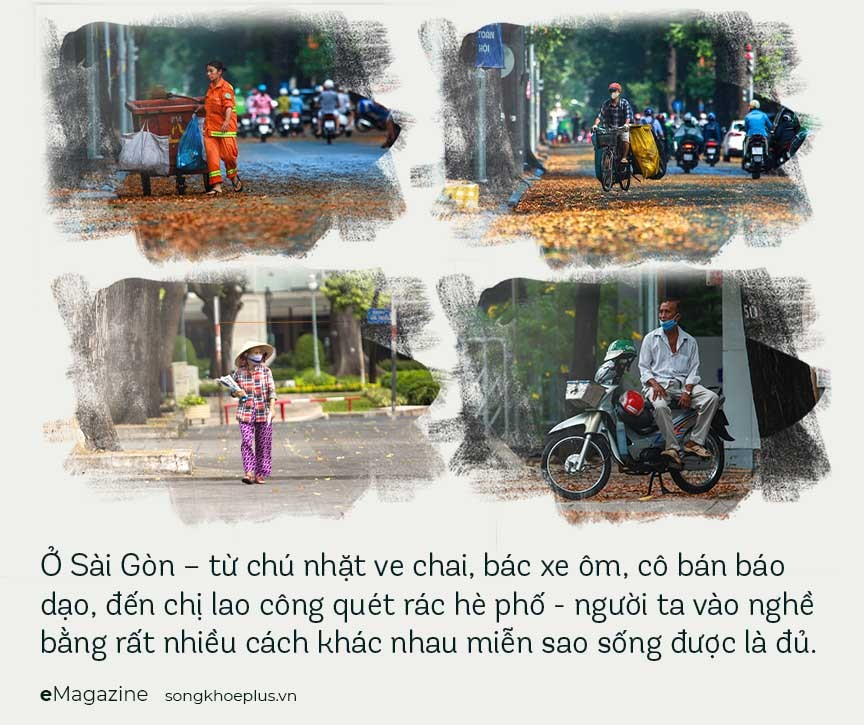 TOÀN
HỘI
Ở Sài Gòn – từ chú nhặt ve chai, bác xe ôm, cô bán báo
dạo, đến chị lao công quét rác hè phố - người ta vào nghề
bằng rất nhiều cách khác nhau miễn sao sống được là đủ.
eMagazine songkhoeplus.vn